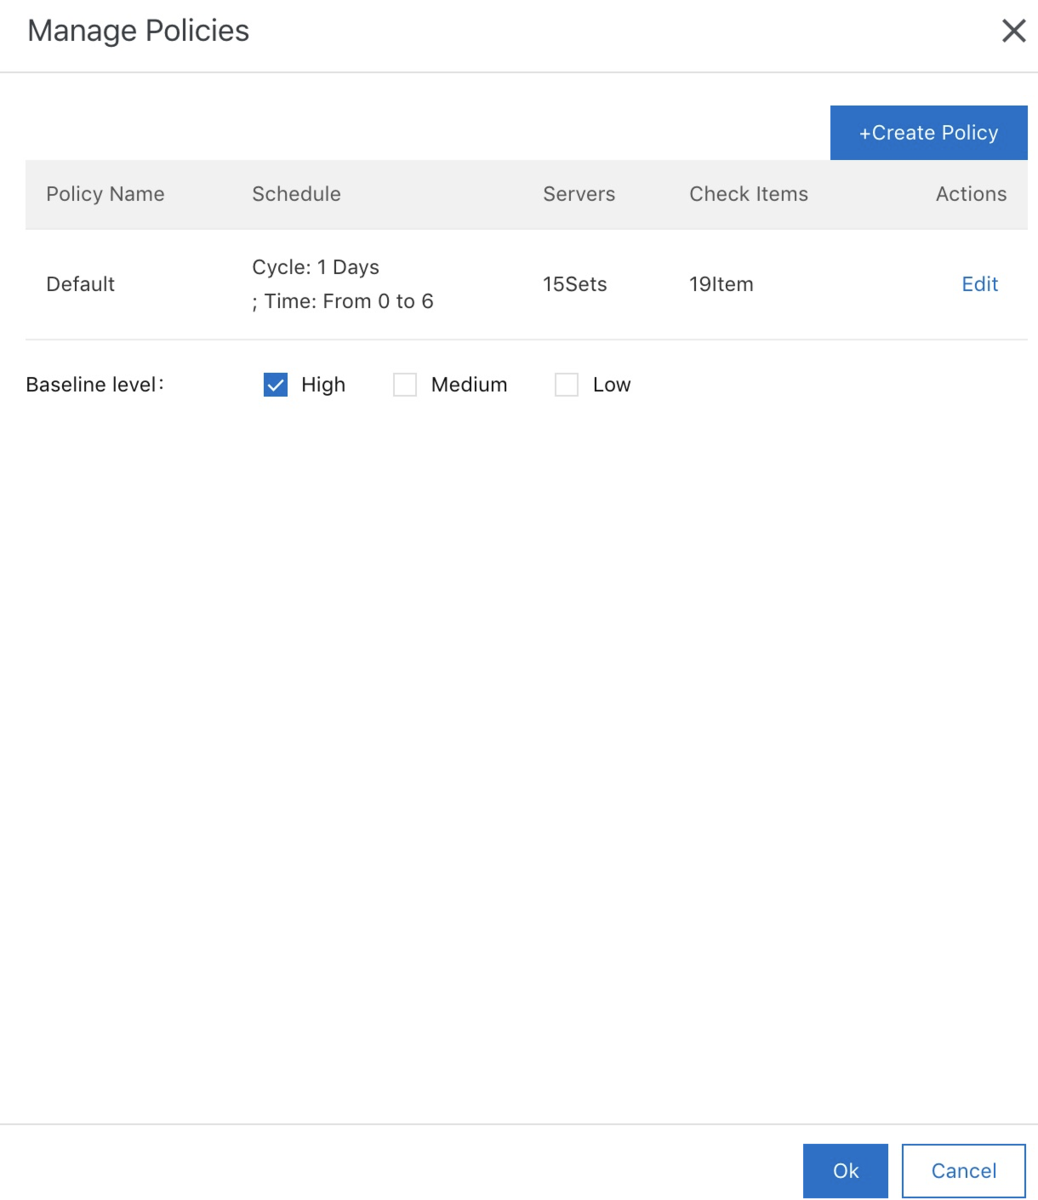 Manage Policies
+Create Policy
Policy Name Schedule Servers Check Items Actions
Default Cycle: 1 Days ; Time: From 0 to 6 15Sets 19Item Edit
Baseline level: High Medium Low
Ok Cancel